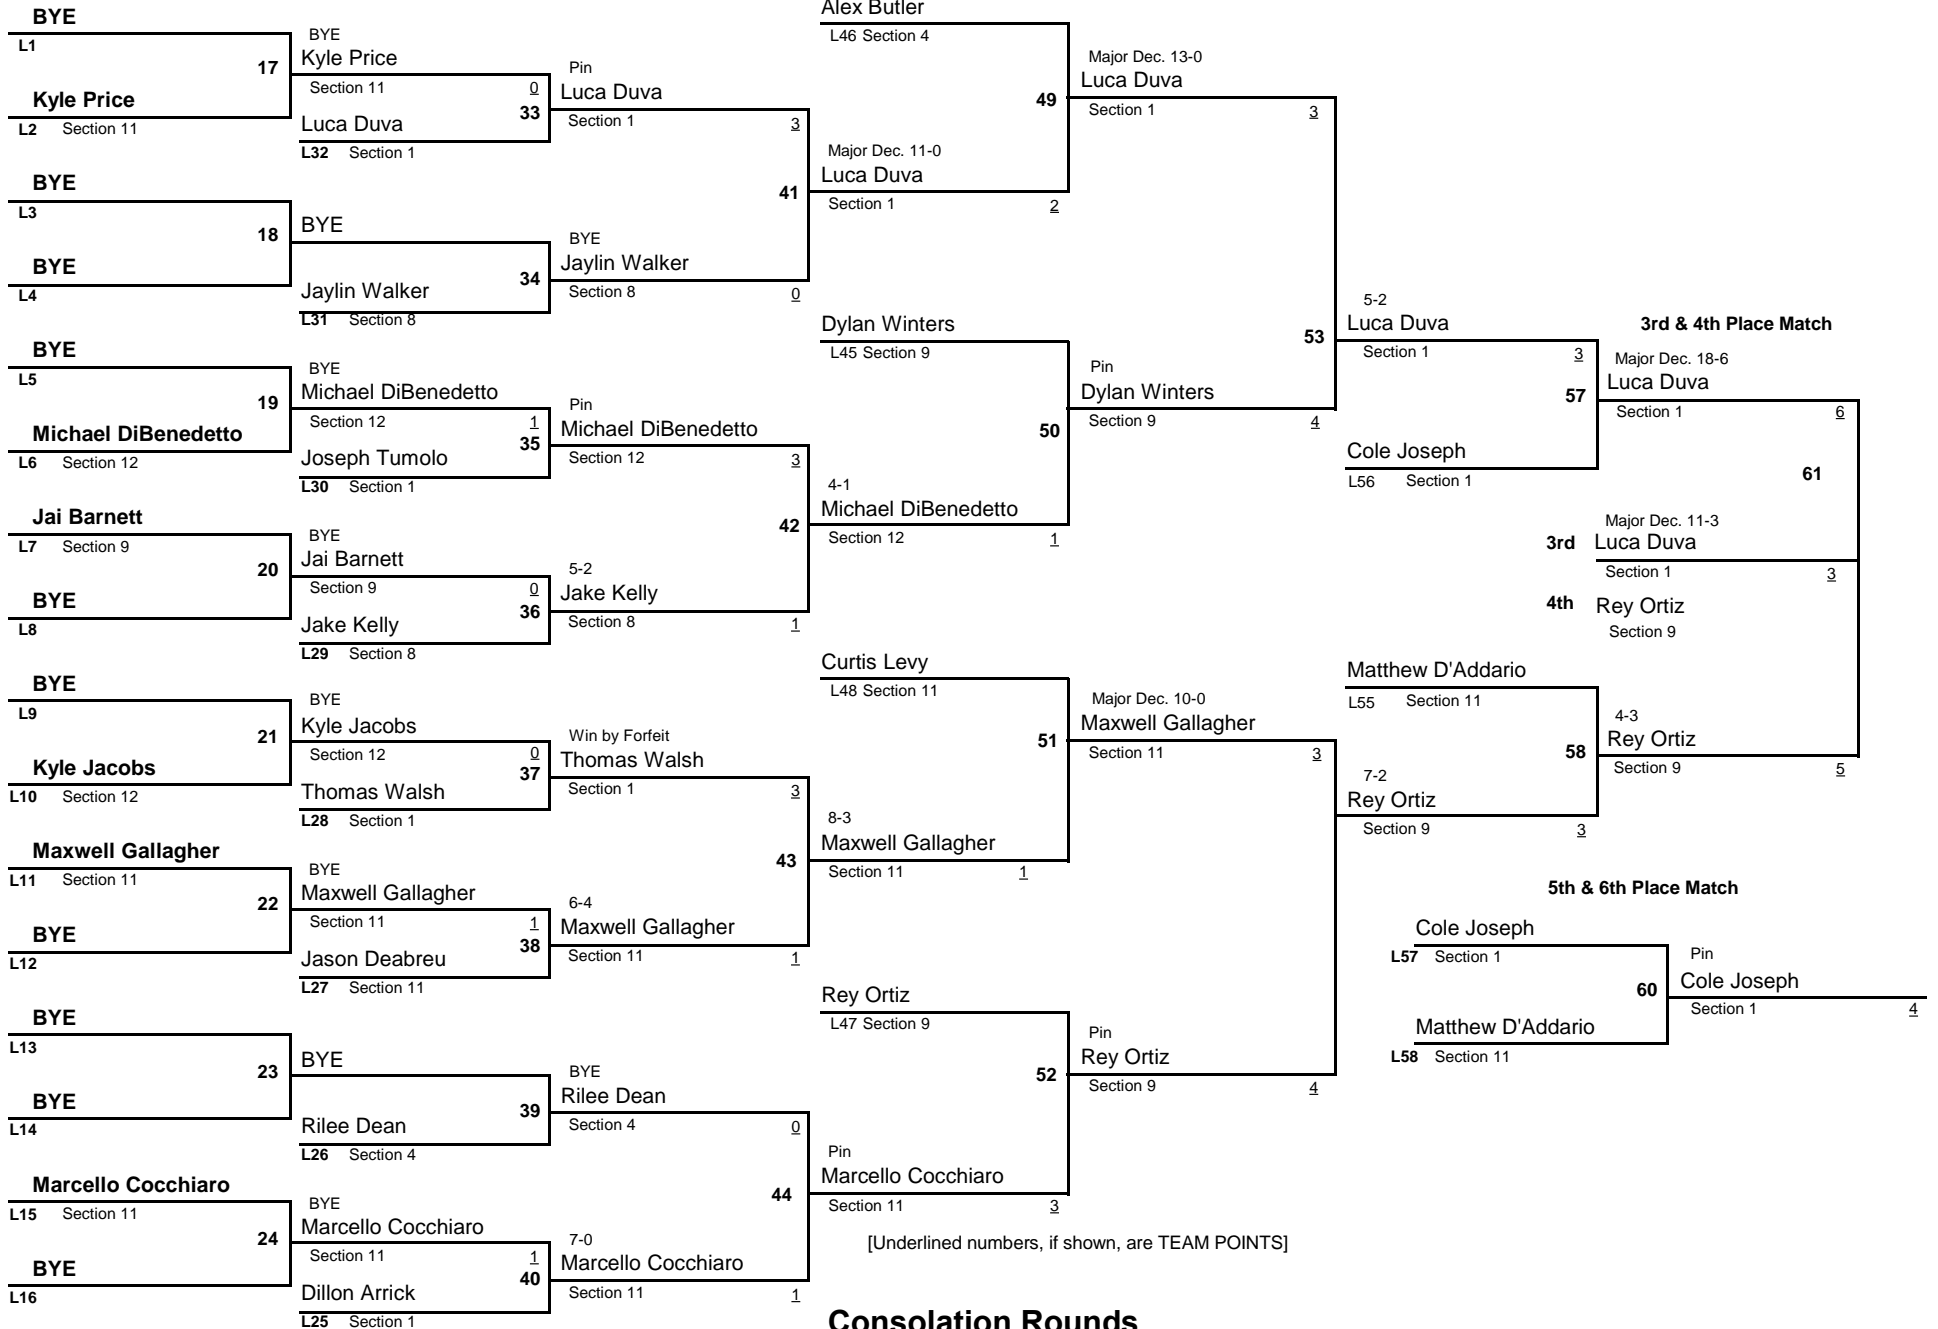 BYE
L1
17
Kyle Price
L2 Section 11
BYE
L3
18
BYE
L4
BYE
L5
19
Michael DiBenedetto
L6 Section 12
Jai Barnett
L7 Section 9
20
BYE
L8
BYE
L9
21
Kyle Jacobs
L10 Section 12
Maxwell Gallagher
L11 Section 11
22
BYE
L12
BYE
L13
23
BYE
L14
Marcello Cocchiaro
L15 Section 11
24
BYE
L16
BYE
Kyle Price
Section 11 0
33
Luca Duva
L32 Section 1
BYE
34
Jaylin Walker
L31 Section 8
BYE
Michael DiBenedetto
Section 12 1
35
Joseph Tumolo
L30 Section 1
BYE
Jai Barnett
Section 9 0
36
Jake Kelly
L29 Section 8
BYE
Kyle Jacobs
Section 12 0
37
Thomas Walsh
L28 Section 1
BYE
Maxwell Gallagher
Section 11 1
38
Jason Deabreu
L27 Section 11
BYE
39
Rilee Dean
L26 Section 4
BYE
Marcello Cocchiaro
Section 11 1
40
Dillon Arrick
L25 Section 1
Pin
Luca Duva
Section 1 3
41
BYE
Jaylin Walker
Section 8 0
Pin
Michael DiBenedetto
Section 12 3
42
5-2
Jake Kelly
Section 8 1
Win by Forfeit
Thomas Walsh
Section 1 3
43
6-4
Maxwell Gallagher
Section 11 1
BYE
Rilee Dean
Section 4 0
44
7-0
Marcello Cocchiaro
Section 11 1
Alex Butler
L46 Section 4
49
Major Dec. 11-0
Luca Duva
Section 1 2
Dylan Winters
L45 Section 9
50
4-1
Michael DiBenedetto
Section 12 1
Curtis Levy
L48 Section 11
51
8-3
Maxwell Gallagher
Section 11 1
Rey Ortiz
L47 Section 9
52
Pin
Marcello Cocchiaro
Section 11 3
[Underlined numbers, if shown, are TEAM POINTS]
Consolation Rounds
Major Dec. 13-0
Luca Duva
Section 1 3
53
Pin
Dylan Winters
Section 9 4
Major Dec. 10-0
Maxwell Gallagher
Section 11 3
Pin
Rey Ortiz
Section 9 4
5-2
Luca Duva
Section 1 3
57
Cole Joseph
L56 Section 1
Matthew D'Addario
L55 Section 11
58
7-2
Rey Ortiz
Section 9 3
3rd & 4th Place Match
Major Dec. 18-6
Luca Duva
Section 1 6
61
Major Dec. 11-3
3rd Luca Duva
Section 1 3
4th Rey Ortiz
Section 9
4-3
Rey Ortiz
Section 9 5
5th & 6th Place Match
Cole Joseph
L57 Section 1
60
Matthew D'Addario
L58 Section 11
Pin
Cole Joseph
Section 1 4